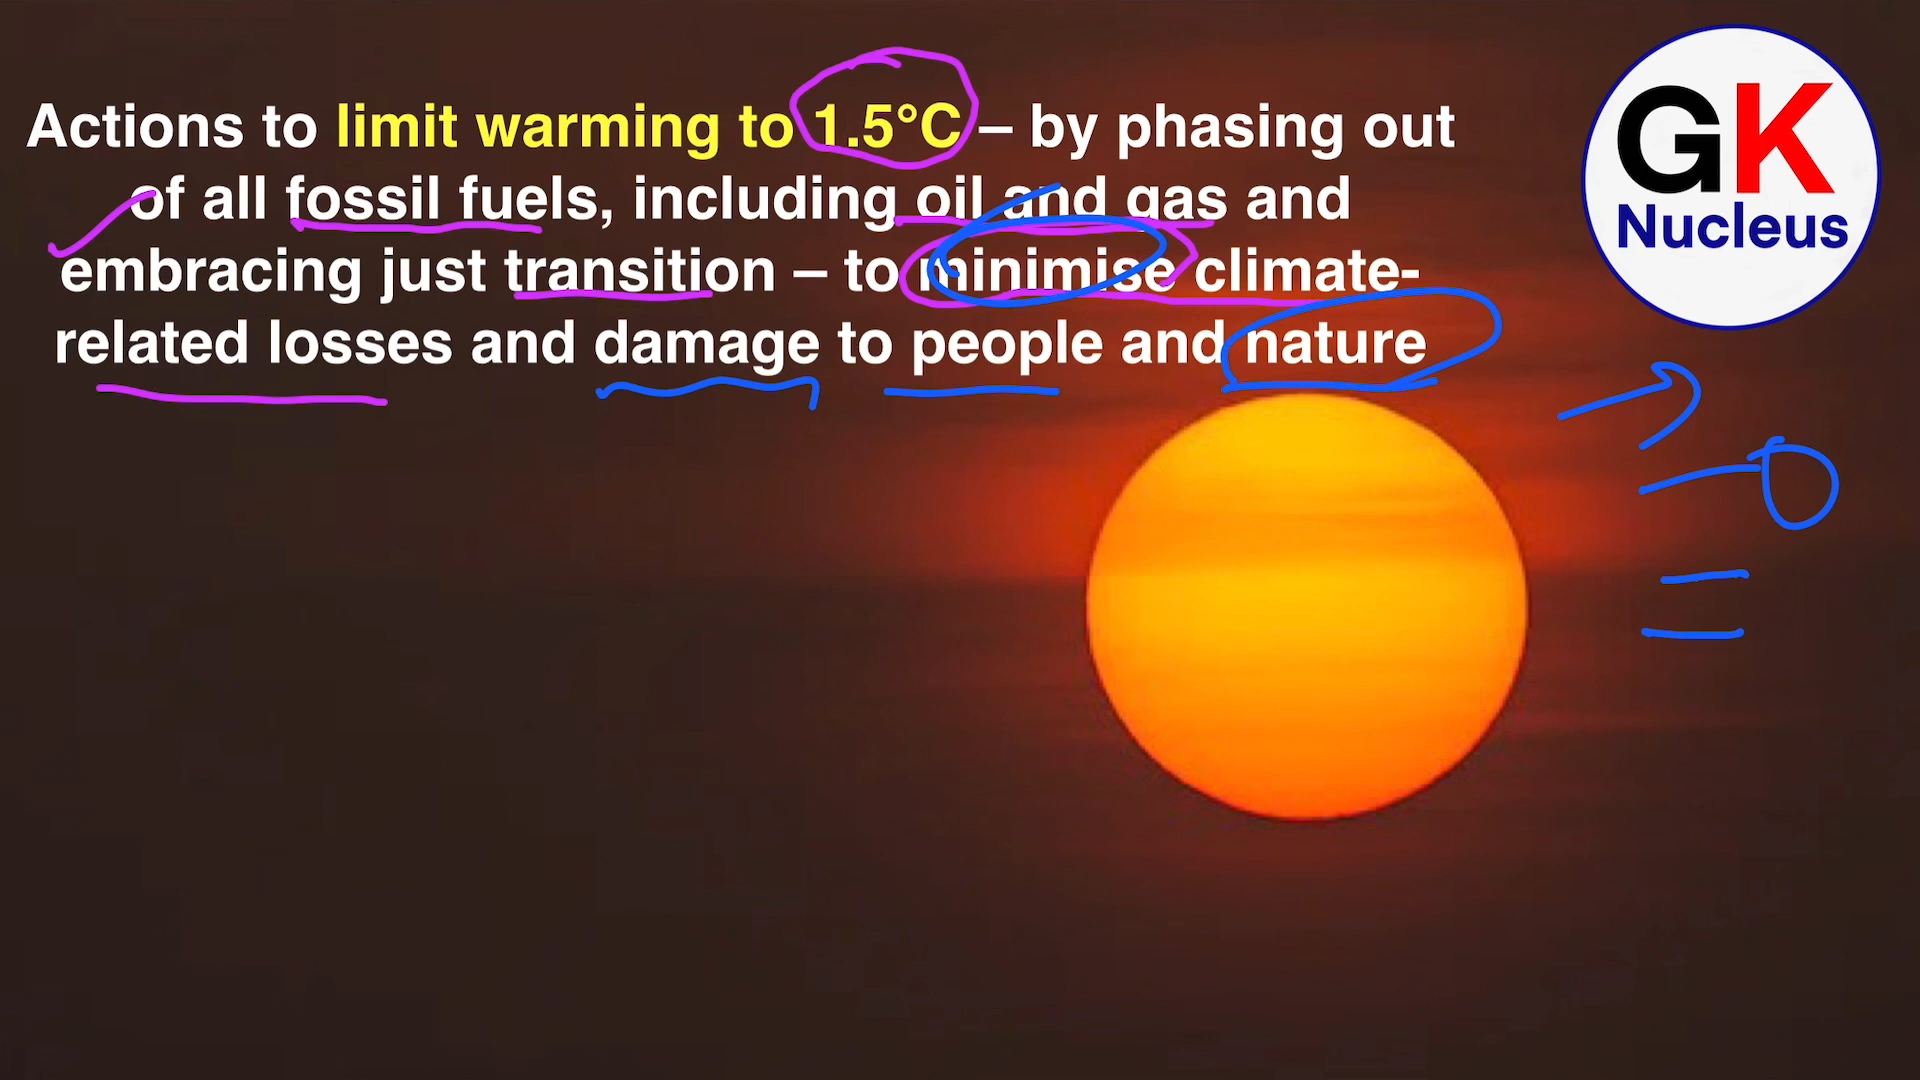 Actions to limit warming to 1.5°C – by phasing out
of all fossil fuels, including oil and gas and
embracing just transition – to minimise climate-
related losses and damage to people and nature
GK
Nucleus